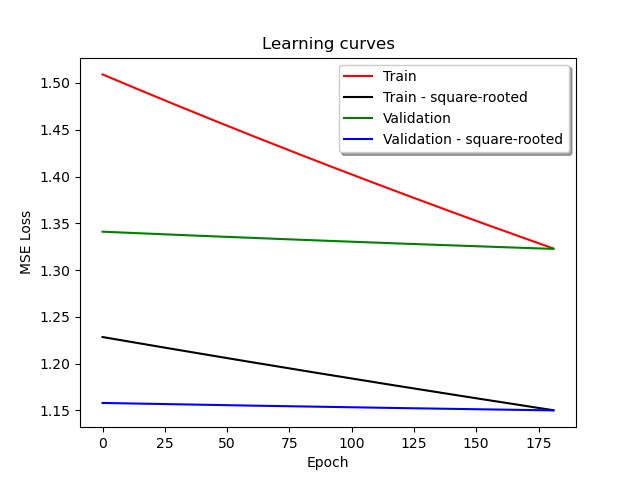 Learning curves
Train
Train - square-rooted
Validation
Validation - square-rooted
1.50
1.45
1.40
1.35
1.30
1.25
1.20
1.15
MSE Loss
0 25 50 75 100 125 150 175
Epoch